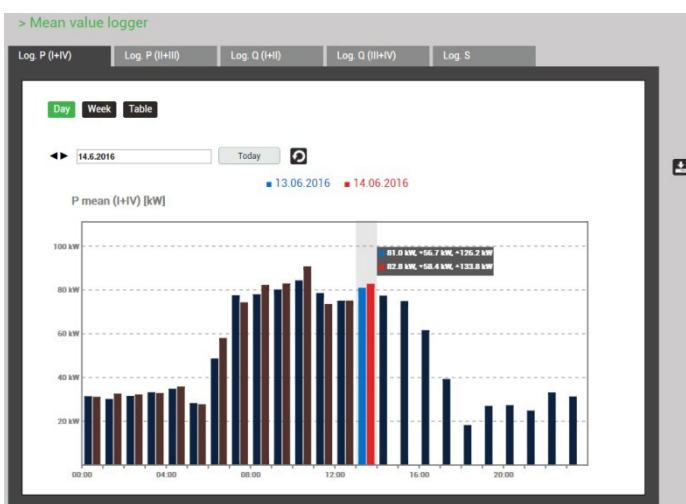 > Mean value logger
Log. P (I+IV) Log. P (II+III) Log. Q (I+II) Log. Q (III+IV) Log. S
Day Week Table
14.6.2016 Today
13.06.2016 14.06.2016
P mean (I+IV) [kW]
100 kW
81.0 kW, -56.7 kW, +126.2 kW
82.8 kW, -58.4 kW, +133.8 kW
80 kW
60 kW
40 kW
20 kW
00:00 04:00 08:00 12:00 16:00 20:00